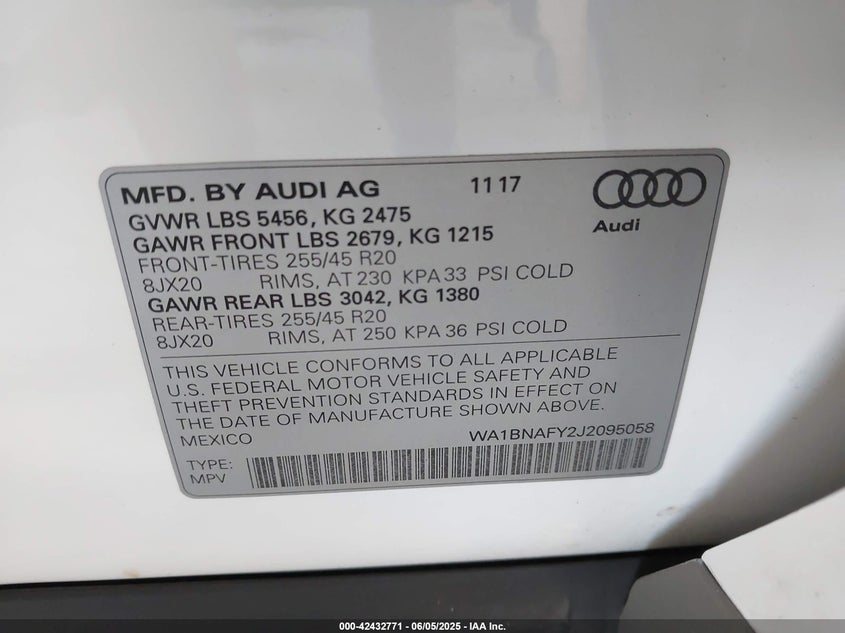 MFD. BY AUDI AG 11 17
Audi
GVWR LBS 5456, KG 2475
GAWR FRONT LBS 2679, KG 1215
FRONT-TIRES 255/45 R20
8JX20 RIMS, AT 230 KPA 33 PSI COLD
GAWR REAR LBS 3042, KG 1380
REAR-TIRES 255/45 R20
8JX20 RIMS, AT 250 KPA 36 PSI COLD
THIS VEHICLE CONFORMS TO ALL APPLICABLE
U.S. FEDERAL MOTOR VEHICLE SAFETY AND
THEFT PREVENTION STANDARDS IN EFFECT ON
THE DATE OF MANUFACTURE SHOWN ABOVE.
MEXICO WA1BNAFY2J2095058
TYPE:
MPV
000-42432771 | 06/05/2025 | IAA Inc.